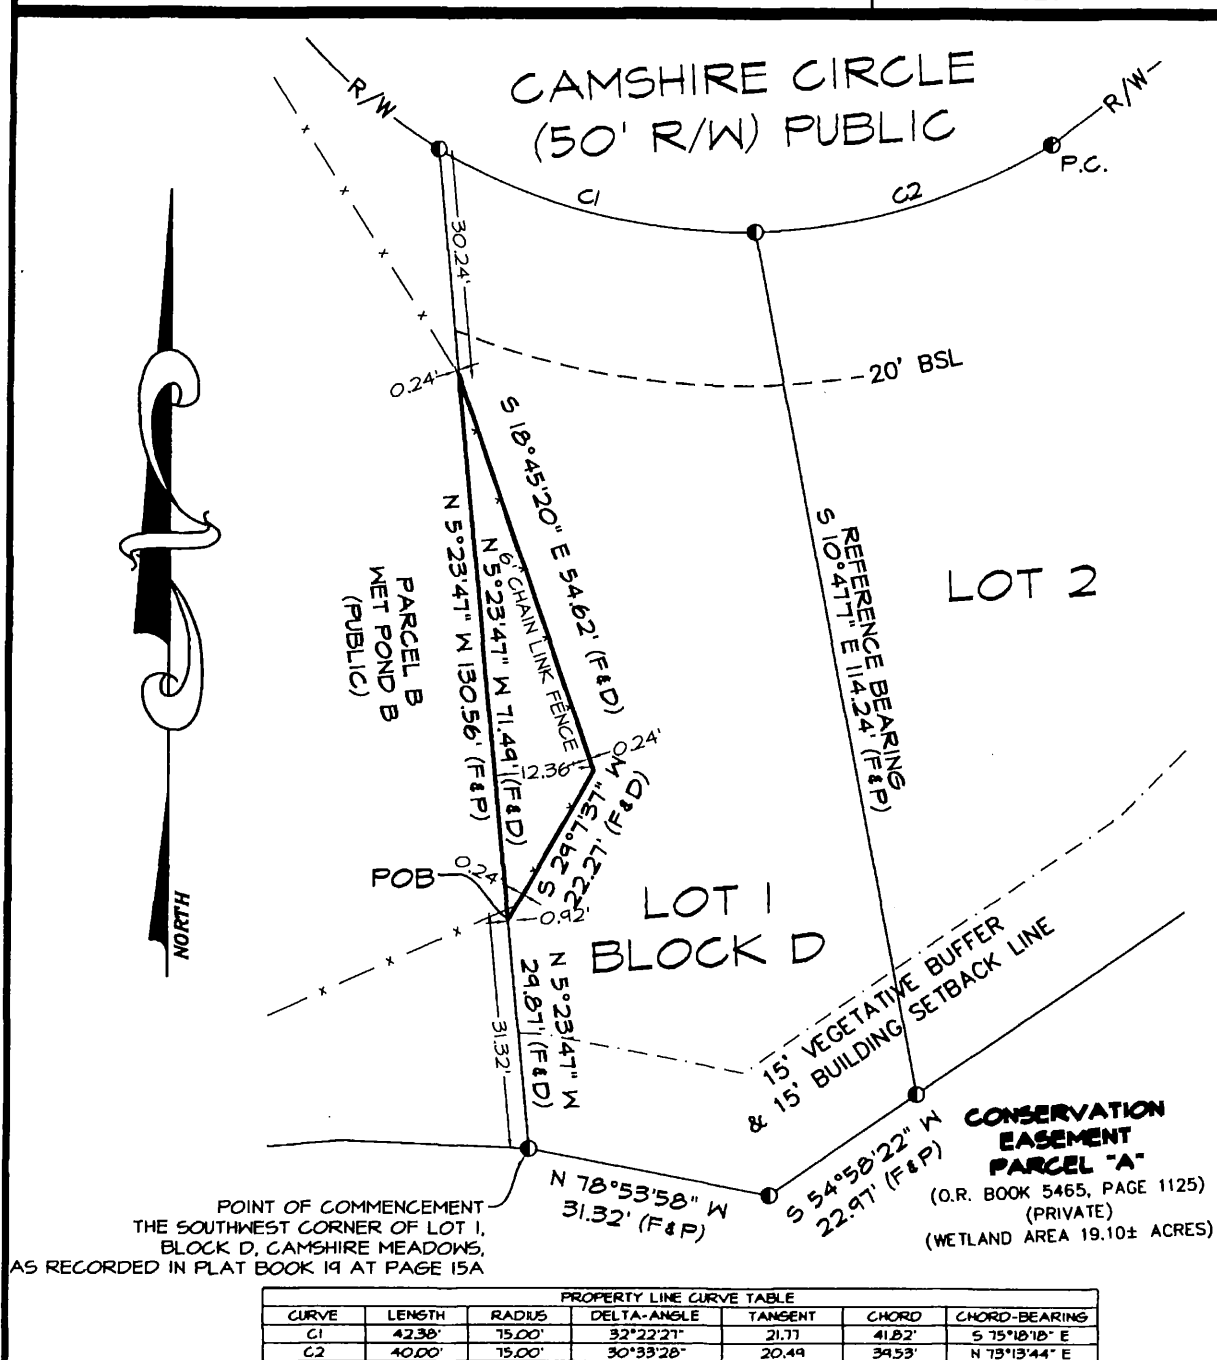 CAMSHIRE CIRCLE
(50' R/W) PUBLIC
R/W
R/W
P.C.
C1
C2
30.24'
20' BSL
0.24'
S 18°45'20" E 54.62' (F&D)
N 5°23'47" W 130.56' (F&P)
N 5°23'47" W 71.49' (F&D)
6' CHAIN LINK FENCE
PARCEL B
WET POND B
(PUBLIC)
REFERENCE BEARING
S 10°47'7" E 114.24' (F&P)
LOT 2
0.24'
12.36'
S 29°7'37" W
22.27' (F&D)
POB
0.24'
0.92'
LOT 1
BLOCK D
NORTH
N 5°23'47" W
29.87' (F&D)
31.32'
15' VEGETATIVE BUFFER
& 15' BUILDING SETBACK LINE
CONSERVATION
EASEMENT
PARCEL "A"
(O.R. BOOK 5465, PAGE 1125)
(PRIVATE)
(WETLAND AREA 19.10± ACRES)
N 78°53'58" W
31.32' (F&P)
S 54°58'22" W
22.97' (F&P)
POINT OF COMMENCEMENT
THE SOUTHWEST CORNER OF LOT 1,
BLOCK D, CAMSHIRE MEADOWS,
AS RECORDED IN PLAT BOOK 19 AT PAGE 15A
PROPERTY LINE CURVE TABLE
CURVE LENGTH RADIUS DELTA-ANGLE TANGENT CHORD CHORD-BEARING
C1 42.38' 75.00' 32°22'27" 21.77 41.82' S 75°18'18" E
C2 40.00' 75.00' 30°33'28" 20.49 39.53' N 73°13'44" E